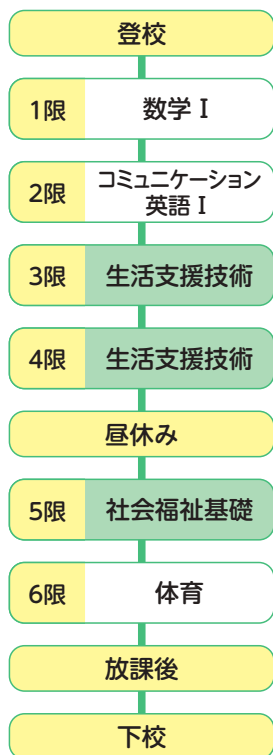 登校
1限 数学 I
2限 コミュニケーション
英語 I
3限 生活支援技術
4限 生活支援技術
昼休み
5限 社会福祉基礎
6限 体育
放課後
下校